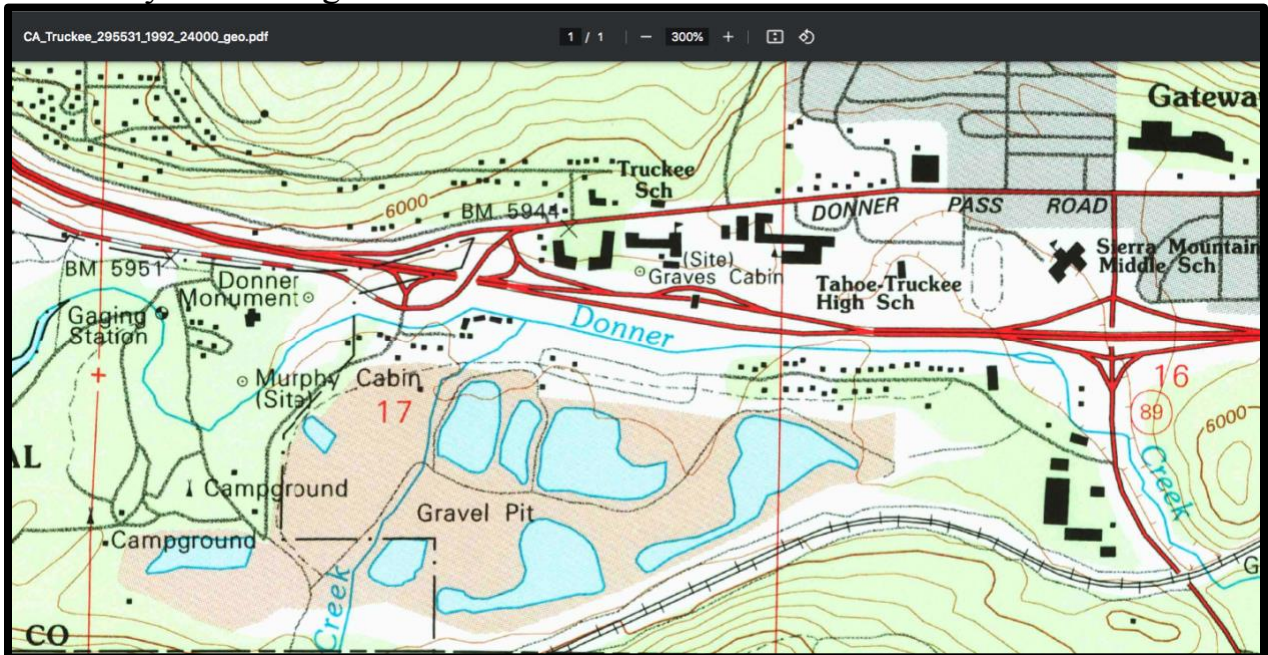 CA_Truckee_295531_1992_24000_geo.pdf
1 / 1
300%
Gatewa
Truckee
Sch
6000
BM 5944
DONNER PASS ROAD
(Site)
Graves Cabin
Sierra Mountain
Middle Sch
BM 5951
Donner
Monument
Tahoe-Truckee
High Sch
Gaging
Station
Donner
Murphy Cabin
(Site)
17
16
89
6000
AL
Creek
Campground
Gravel Pit
Campground
Creek
G
CO